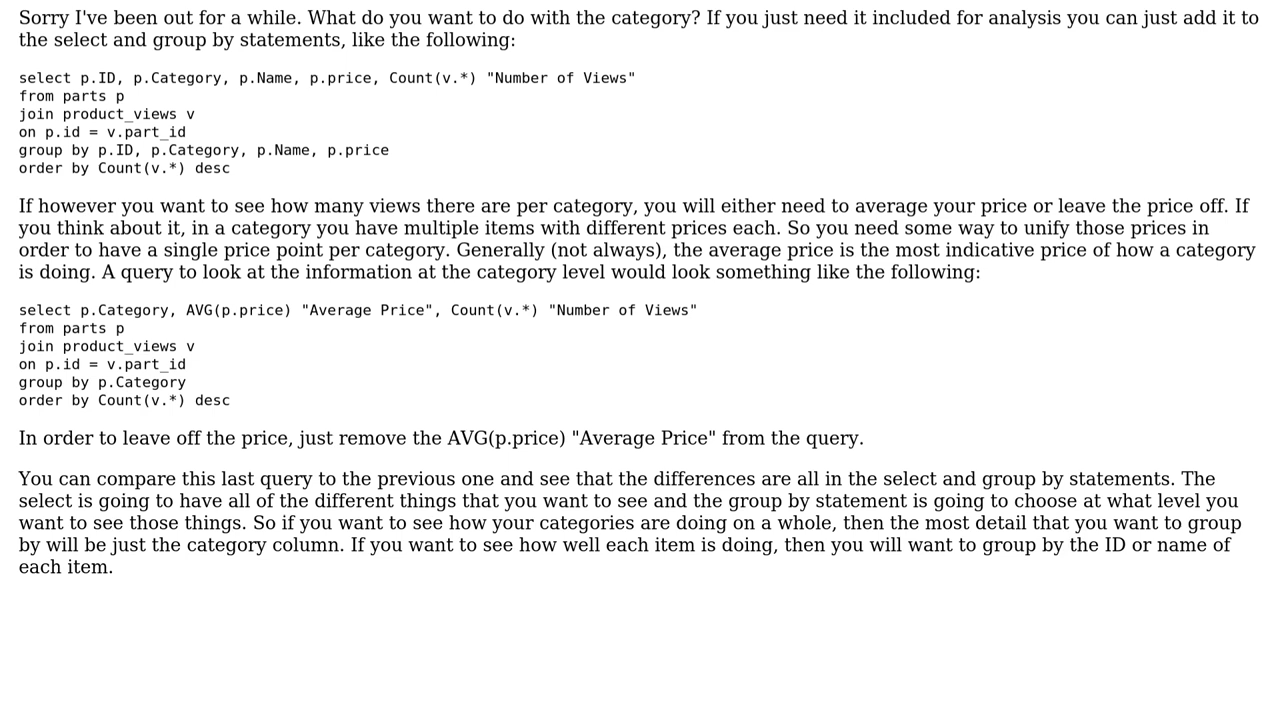 Sorry I've been out for a while. What do you want to do with the category? If you just need it included for analysis you can just add it to
the select and group by statements, like the following:
select p.ID, p.Category, p.Name, p.price, Count(v.*) "Number of Views"
from parts p
join product_views v
on p.id = v.part_id
group by p.ID, p.Category, p.Name, p.price
order by Count(v.*) desc
If however you want to see how many views there are per category, you will either need to average your price or leave the price off. If
you think about it, in a category you have multiple items with different prices each. So you need some way to unify those prices in
order to have a single price point per category. Generally (not always), the average price is the most indicative price of how a category
is doing. A query to look at the information at the category level would look something like the following:
select p.Category, AVG(p.price) "Average Price", Count(v.*) "Number of Views"
from parts p
join product_views v
on p.id = v.part_id
group by p.Category
order by Count(v.*) desc
In order to leave off the price, just remove the AVG(p.price) "Average Price" from the query.
You can compare this last query to the previous one and see that the differences are all in the select and group by statements. The
select is going to have all of the different things that you want to see and the group by statement is going to choose at what level you
want to see those things. So if you want to see how your categories are doing on a whole, then the most detail that you want to group
by will be just the category column. If you want to see how well each item is doing, then you will want to group by the ID or name of
each item.